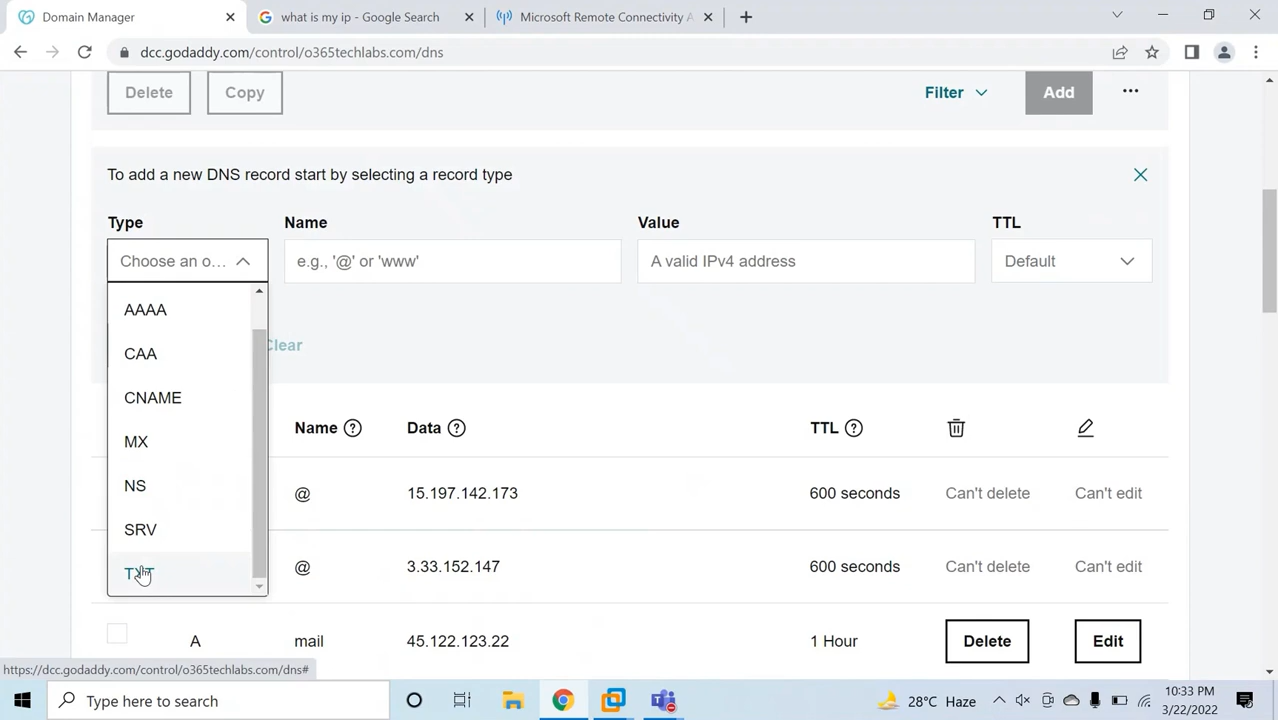 Domain Manager
what is my ip - Google Search
Microsoft Remote Connectivity A
dcc.godaddy.com/control/o365techlabs.com/dns
Delete
Copy
Filter
Add
To add a new DNS record start by selecting a record type
Type
Name
Value
TTL
Choose an o...
e.g., '@' or 'www'
A valid IPv4 address
Default
AAAA
CAA
CNAME
MX
NS
SRV
TXT
Clear
Name ?
Data ?
TTL ?
@
15.197.142.173
600 seconds
Can't delete
Can't edit
@
3.33.152.147
600 seconds
Can't delete
Can't edit
A
mail
45.122.123.22
1 Hour
Delete
Edit
https://dcc.godaddy.com/control/o365techlabs.com/dns#
Type here to search
28°C Haze
10:33 PM
3/22/2022